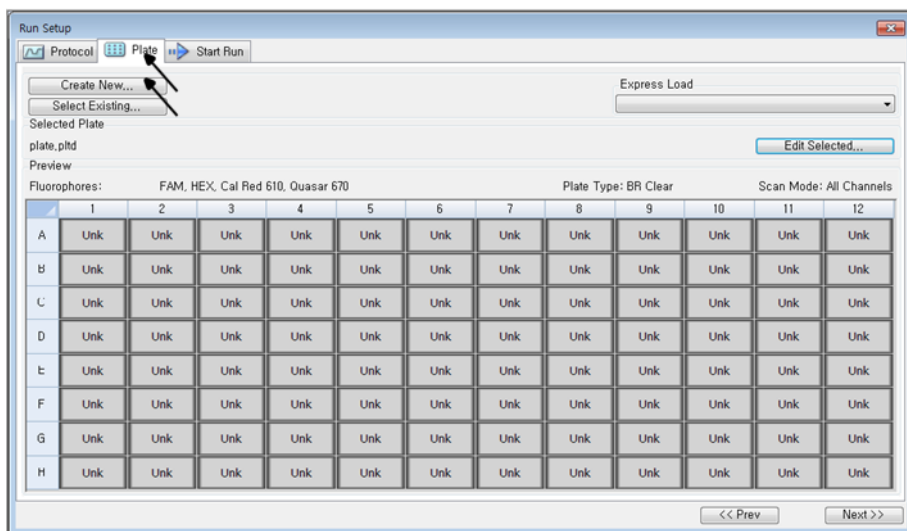 Run Setup
Protocol Plate Start Run
Create New... Express Load
Select Existing...
Selected Plate
plate.pltd Edit Selected...
Preview
Fluorophores: FAM, HEX, Cal Red 610, Quasar 670 Plate Type: BR Clear Scan Mode: All Channels
1 2 3 4 5 6 7 8 9 10 11 12
A Unk Unk Unk Unk Unk Unk Unk Unk Unk Unk Unk Unk
B Unk Unk Unk Unk Unk Unk Unk Unk Unk Unk Unk Unk
C Unk Unk Unk Unk Unk Unk Unk Unk Unk Unk Unk Unk
D Unk Unk Unk Unk Unk Unk Unk Unk Unk Unk Unk Unk
E Unk Unk Unk Unk Unk Unk Unk Unk Unk Unk Unk Unk
F Unk Unk Unk Unk Unk Unk Unk Unk Unk Unk Unk Unk
G Unk Unk Unk Unk Unk Unk Unk Unk Unk Unk Unk Unk
H Unk Unk Unk Unk Unk Unk Unk Unk Unk Unk Unk Unk
<< Prev Next >>